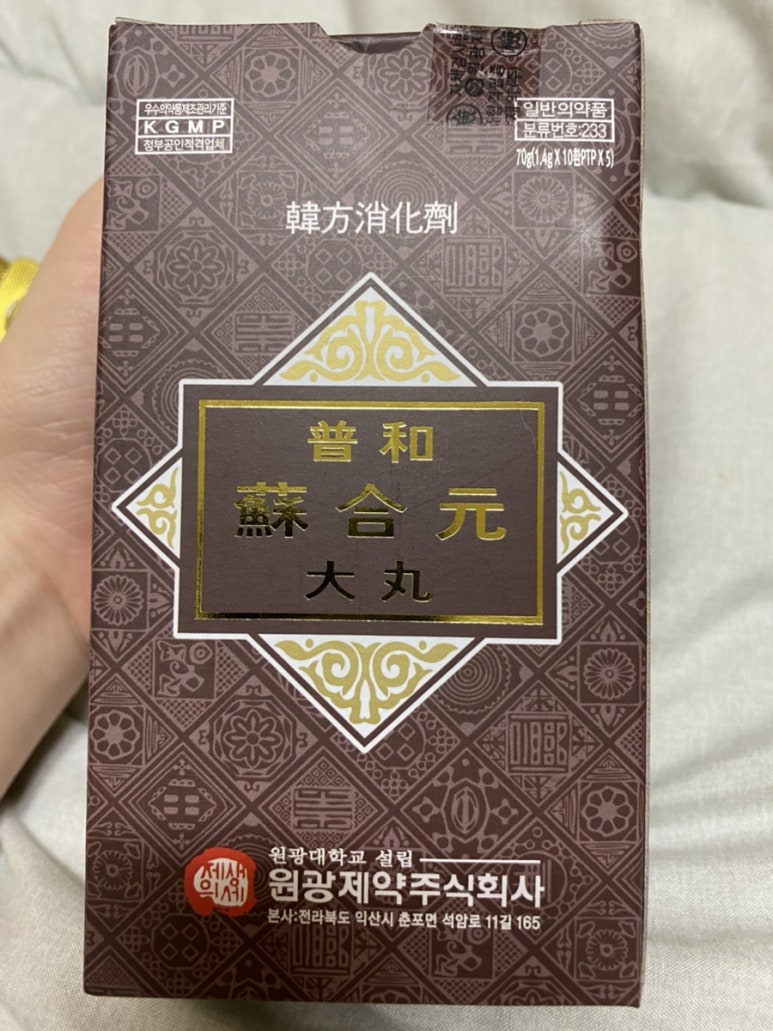 우수의약품제조관리기준
KGMP
정부공인적격업체
일반의약품
분류번호:233
70g(1.4g X 10환PTP X 5)
韓方消化劑
普和
蘇合元
大丸
제생
의세
원광대학교 설립
원광제약주식회사
본사:전라북도 익산시 춘포면 석암로 11길 165